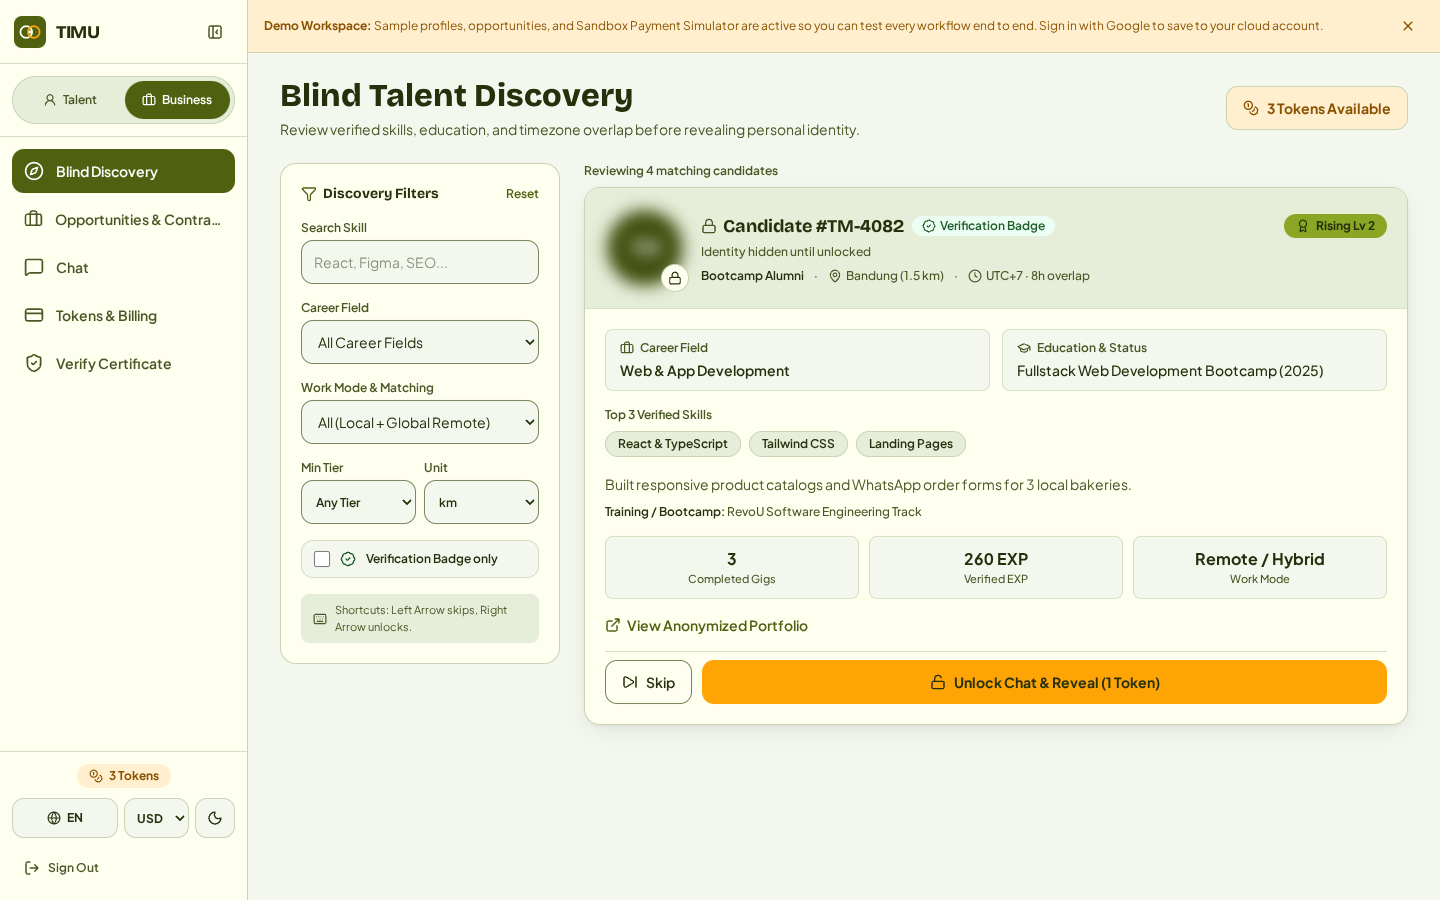 TIMU
Talent
Business
Blind Discovery
Opportunities & Contra...
Chat
Tokens & Billing
Verify Certificate
3 Tokens
EN
USD
Sign Out
Demo Workspace: Sample profiles, opportunities, and Sandbox Payment Simulator are active so you can test every workflow end to end. Sign in with Google to save to your cloud account.
Blind Talent Discovery
Review verified skills, education, and timezone overlap before revealing personal identity.
3 Tokens Available
Discovery Filters
Reset
Search Skill
React, Figma, SEO...
Career Field
All Career Fields
Work Mode & Matching
All (Local + Global Remote)
Min Tier
Unit
Any Tier
km
Verification Badge only
Shortcuts: Left Arrow skips, Right
Arrow unlocks.
Reviewing 4 matching candidates
Candidate #TM-4082
Verification Badge
Rising Lv 2
Identity hidden until unlocked
Bootcamp Alumni · Bandung (1.5 km) · UTC+7 · 8h overlap
Career Field
Web & App Development
Education & Status
Fullstack Web Development Bootcamp (2025)
Top 3 Verified Skills
React & TypeScript
Tailwind CSS
Landing Pages
Built responsive product catalogs and WhatsApp order forms for 3 local bakeries.
Training / Bootcamp: RevoU Software Engineering Track
3
Completed Gigs
260 EXP
Verified EXP
Remote / Hybrid
Work Mode
View Anonymized Portfolio
Skip
Unlock Chat & Reveal (1 Token)